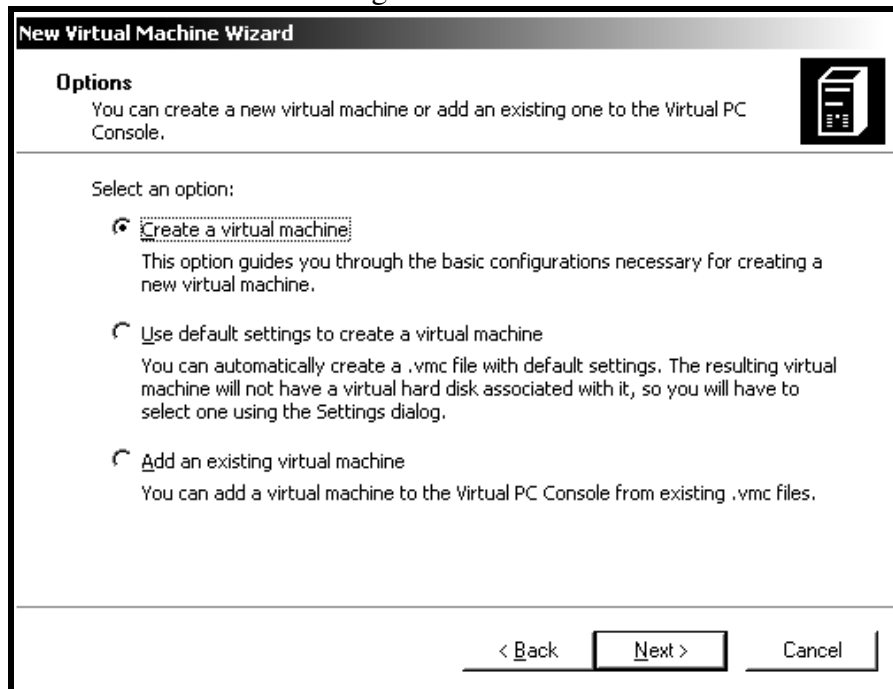 New Virtual Machine Wizard
Options
You can create a new virtual machine or add an existing one to the Virtual PC
Console.
Select an option:
Create a virtual machine
This option guides you through the basic configurations necessary for creating a
new virtual machine.
Use default settings to create a virtual machine
You can automatically create a .vmc file with default settings. The resulting virtual
machine will not have a virtual hard disk associated with it, so you will have to
select one using the Settings dialog.
Add an existing virtual machine
You can add a virtual machine to the Virtual PC Console from existing .vmc files.
< Back Next > Cancel